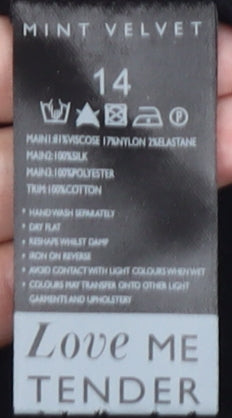 MINT VELVET
14
MAIN1:81%VISCOSE 17%NYLON 2%ELASTANE
MAIN2:100%SILK
MAIN3:100%POLYESTER
TRIM:100%COTTON
• HAND WASH SEPARATELY
• DRY FLAT
• RESHAPE WHILST DAMP
• IRON ON REVERSE
• AVOID CONTACT WITH LIGHT COLOURS WHEN WET
• COLOURS MAY TRANSFER ONTO OTHER LIGHT
GARMENTS AND UPHOLSTERY
Love ME
TENDER